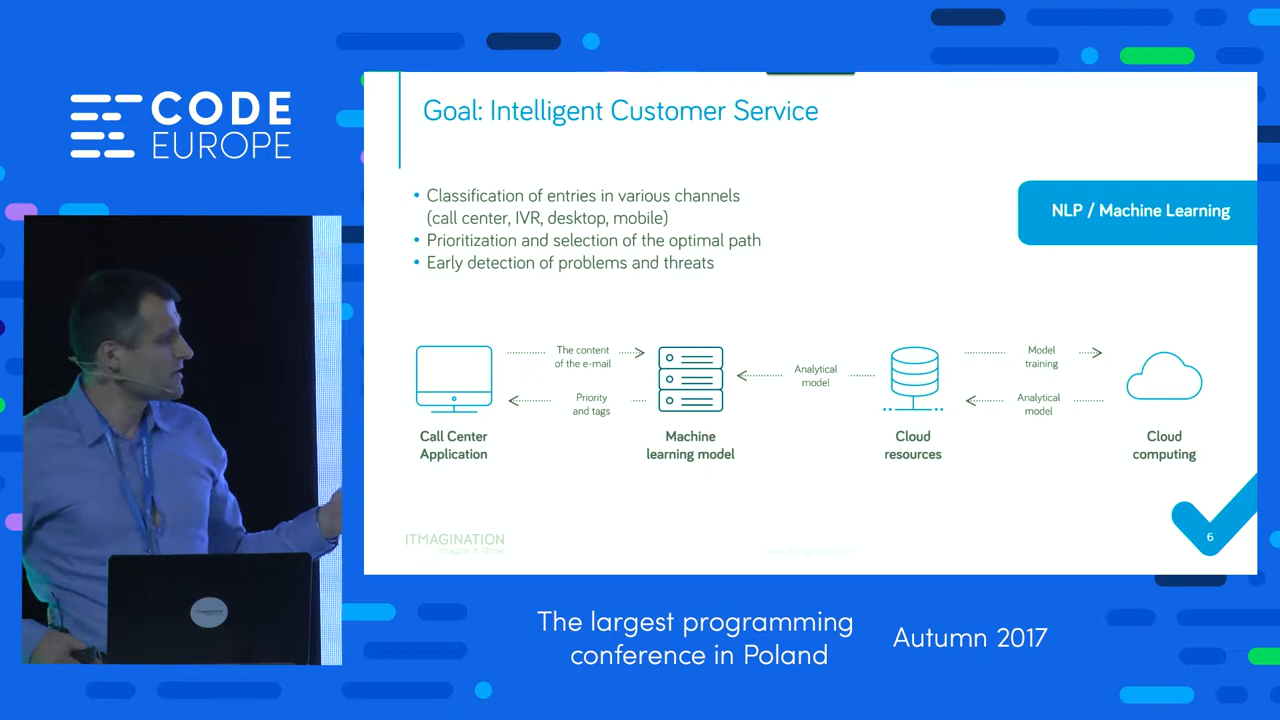 CODE
EUROPE
Goal: Intelligent Customer Service
• Classification of entries in various channels
(call center, IVR, desktop, mobile)
• Prioritization and selection of the optimal path
• Early detection of problems and threats
NLP / Machine Learning
The content
of the e-mail
Priority
and tags
Analytical
model
Model
training
Analytical
model
Call Center
Application
Machine
learning model
Cloud
resources
Cloud
computing
ITMAGINATION
Imagine it. Done.
6
The largest programming
conference in Poland
Autumn 2017